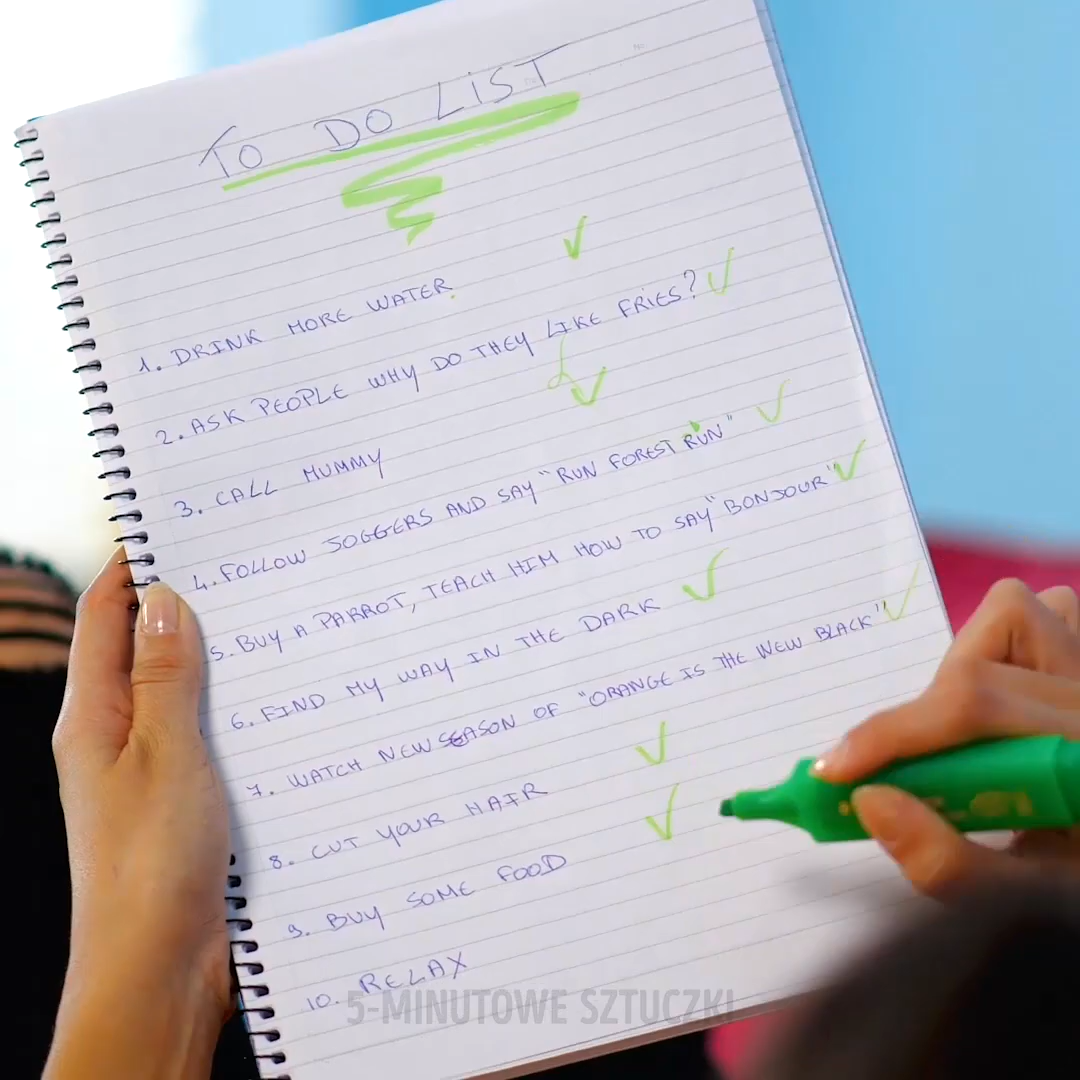 TO DO LIST
1. DRINK MORE WATER
2. ASK PEOPLE WHY DO THEY LIKE FRIES?
3. CALL MUMMY
4. FOLLOW JOGGERS AND SAY "RUN FOREST RUN"
5. BUY A PARROT, TEACH HIM HOW TO SAY "BONJOUR"
6. FIND MY WAY IN THE DARK
7. WATCH NEW SEASON OF "ORANGE IS THE NEW BLACK"
8. CUT YOUR HAIR
9. BUY SOME FOOD
10. RELAX
5-MINUTOWE SZTUCZKI